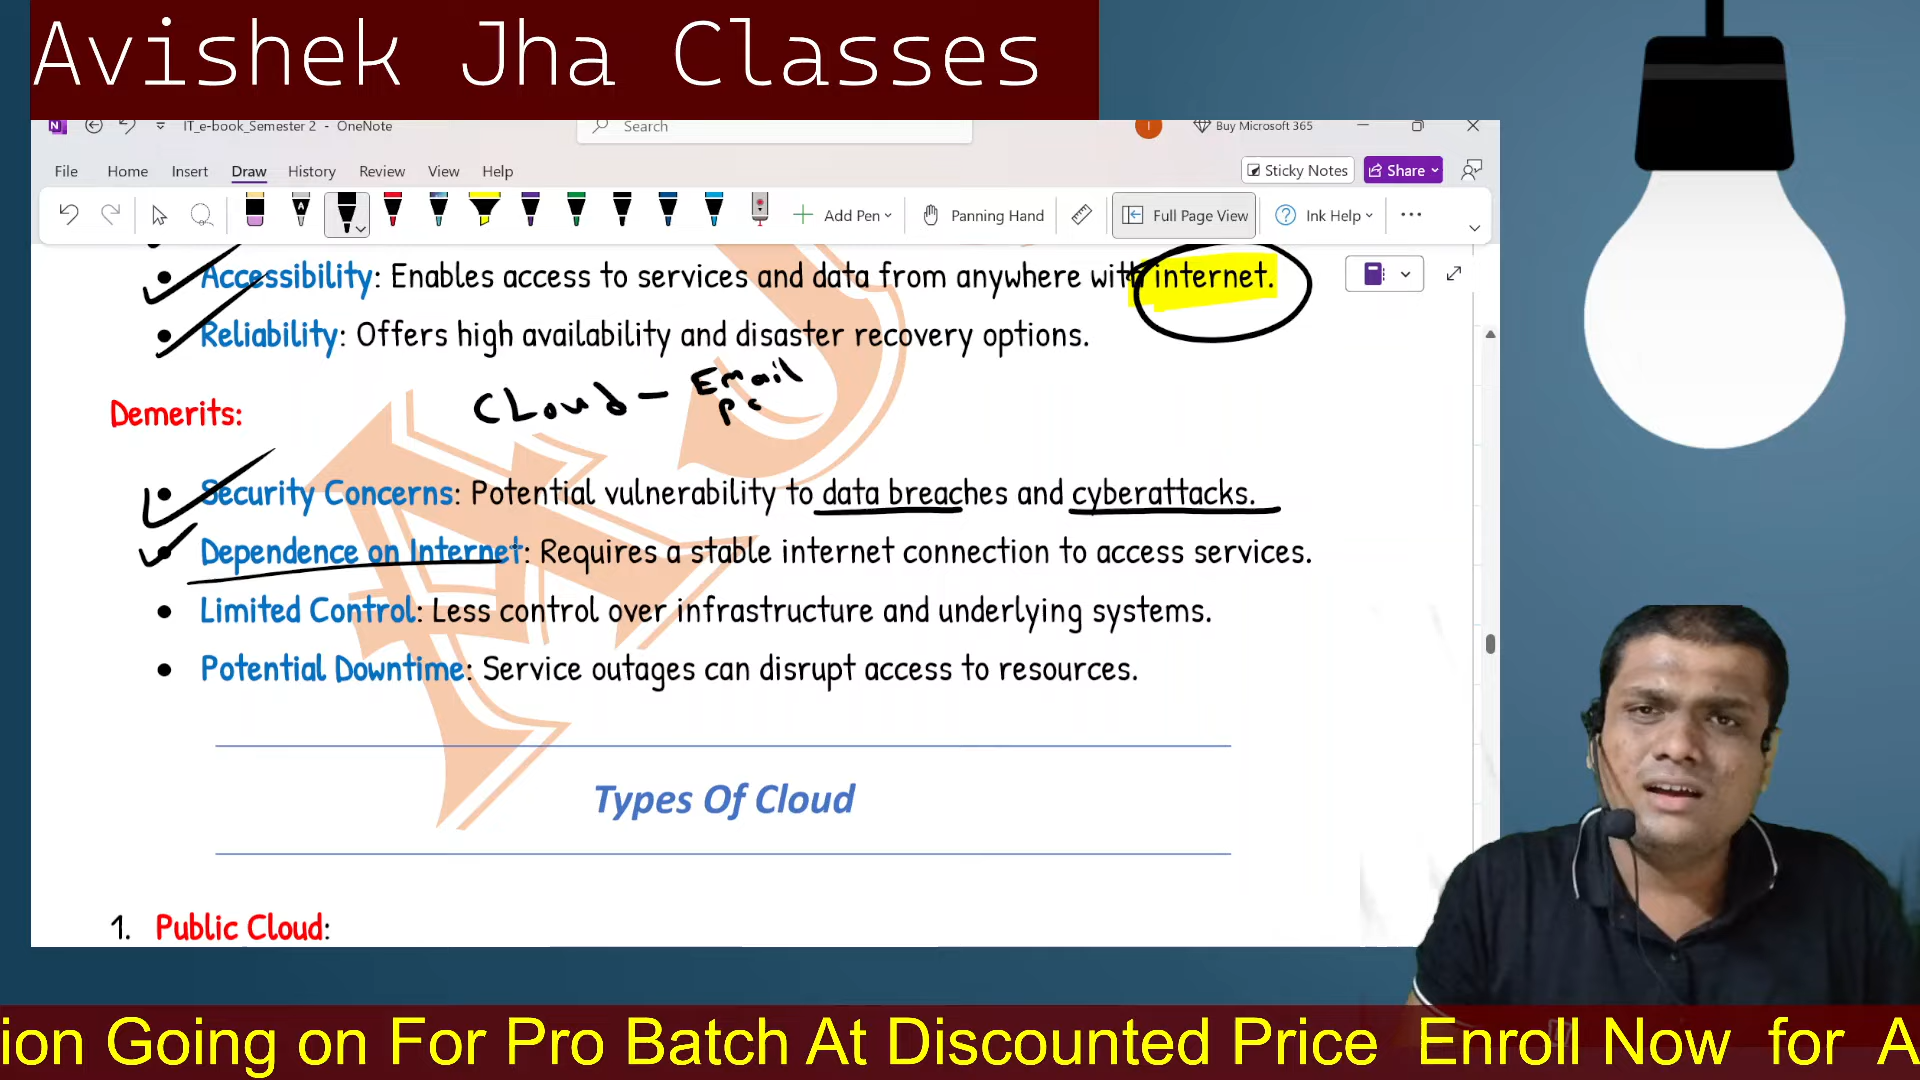 Avishek Jha Classes
IT_e-book_Semester 2 - OneNote
Search
Buy Microsoft 365
File Home Insert Draw History Review View Help
Sticky Notes
Share
Add Pen
Panning Hand
Full Page View
Ink Help
Accessibility: Enables access to services and data from anywhere with internet.
Reliability: Offers high availability and disaster recovery options.
CLoud - Email
pc
Demerits:
Security Concerns: Potential vulnerability to data breaches and cyberattacks.
Dependence on Internet: Requires a stable internet connection to access services.
Limited Control: Less control over infrastructure and underlying systems.
Potential Downtime: Service outages can disrupt access to resources.
Types Of Cloud
1. Public Cloud:
ion Going on For Pro Batch At Discounted Price Enroll Now for A